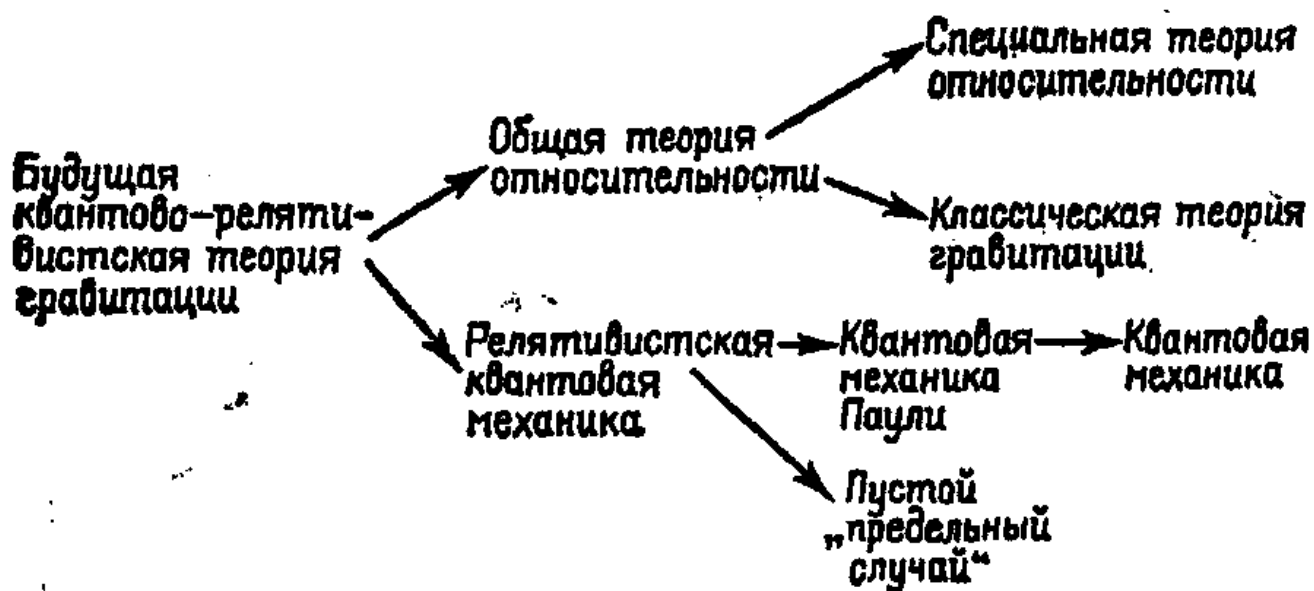 Специальная теория
относительности
Общая теория
относительности
Будущая
квантово-реляти-
вистская теория
гравитации
Классическая теория
гравитации
Релятивистская
квантовая
механика
Квантовая
механика
Паули
Квантовая
механика
Пустой
„предельный
случай“